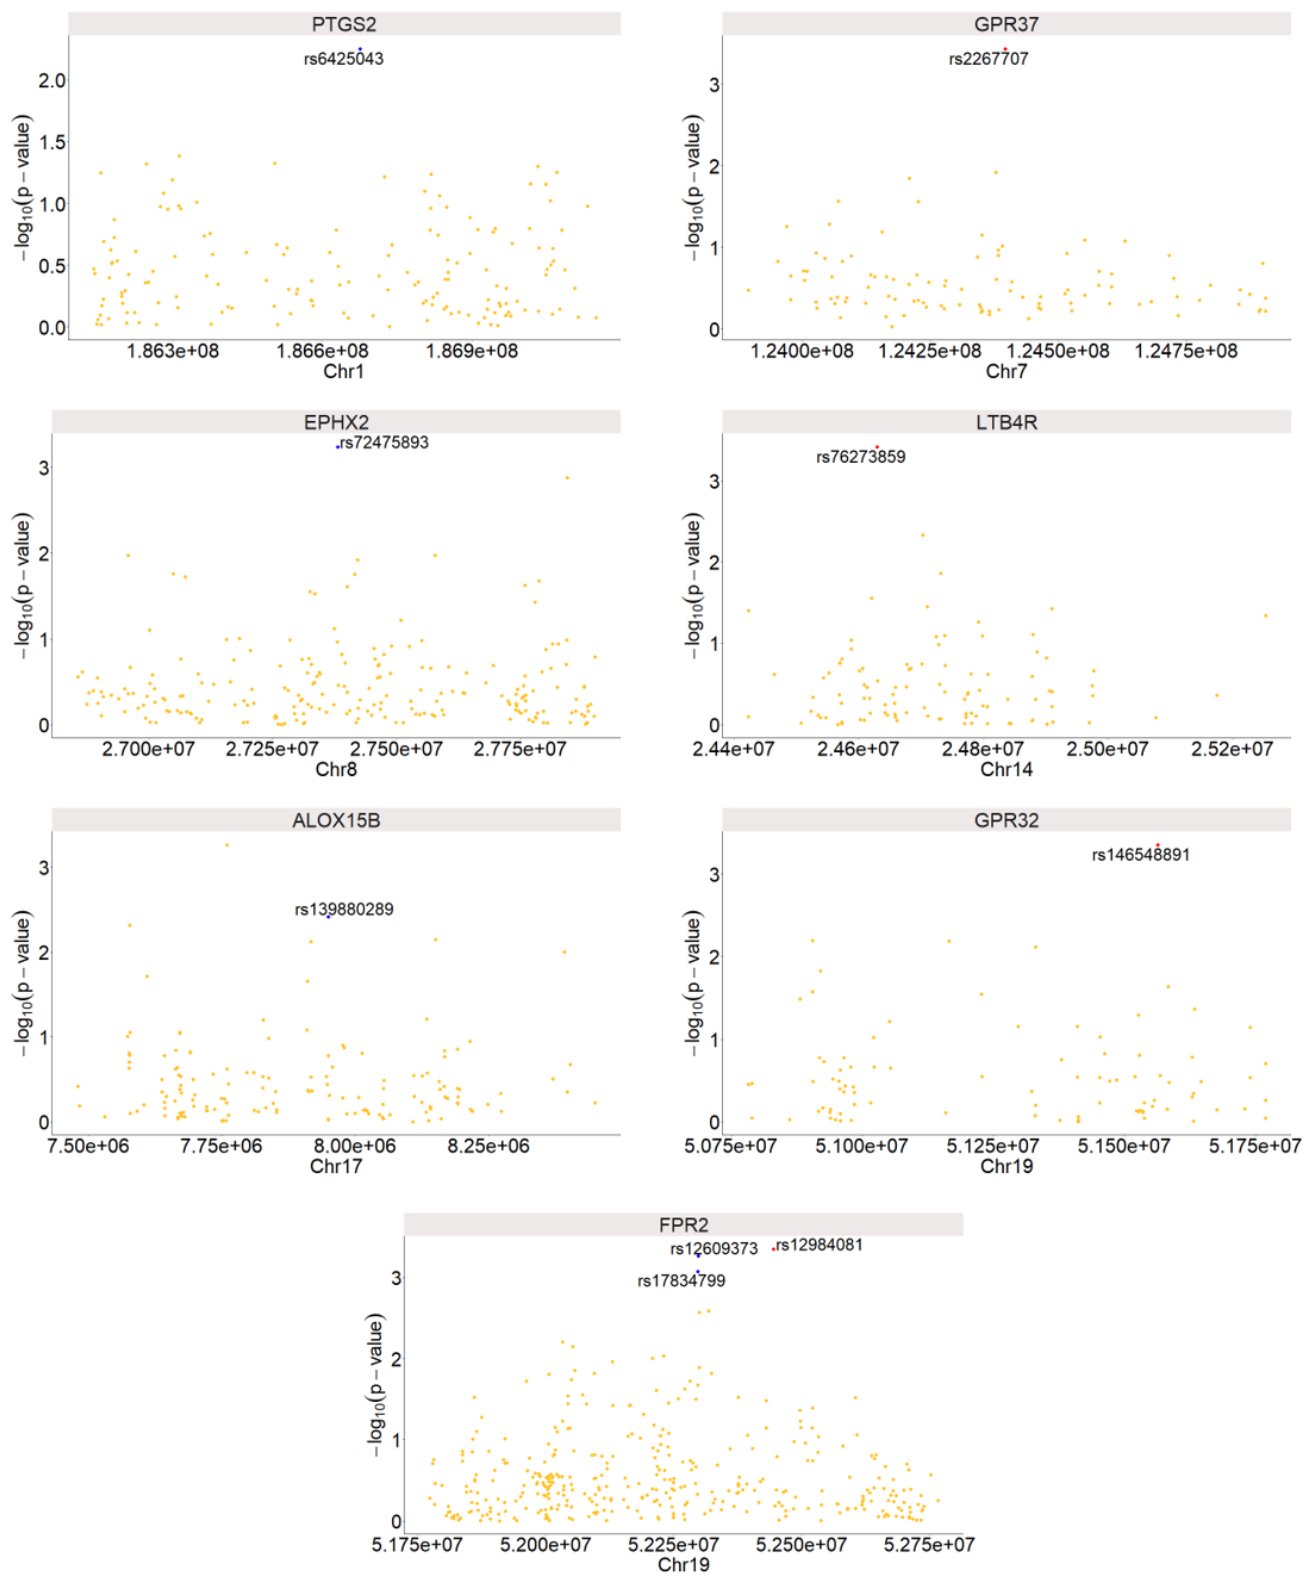 PTGS2
rs6425043
2.0
1.5
1.0
0.5
0.0
−log10(p − value)
1.863e+08 1.866e+08 1.869e+08
Chr1
GPR37
rs2267707
3
2
1
0
−log10(p − value)
1.2400e+08 1.2425e+08 1.2450e+08 1.2475e+08
Chr7
EPHX2
rs72475893
3
2
1
0
−log10(p − value)
2.700e+07 2.725e+07 2.750e+07 2.775e+07
Chr8
LTB4R
rs76273859
3
2
1
0
−log10(p − value)
2.44e+07 2.46e+07 2.48e+07 2.50e+07 2.52e+07
Chr14
ALOX15B
rs139880289
3
2
1
0
−log10(p − value)
7.50e+06 7.75e+06 8.00e+06 8.25e+06
Chr17
GPR32
rs146548891
3
2
1
0
−log10(p − value)
5.075e+07 5.100e+07 5.125e+07 5.150e+07 5.175e+07
Chr19
FPR2
rs12609373 rs12984081
rs17834799
3
2
1
0
−log10(p − value)
5.175e+07 5.200e+07 5.225e+07 5.250e+07 5.275e+07
Chr19